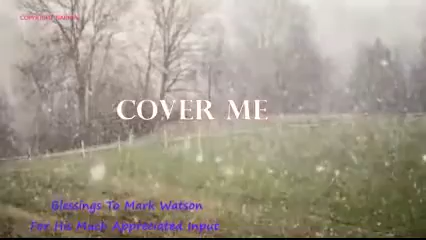 COVER ME
Blessings To Mark Watson
For His Much Appreciated Input